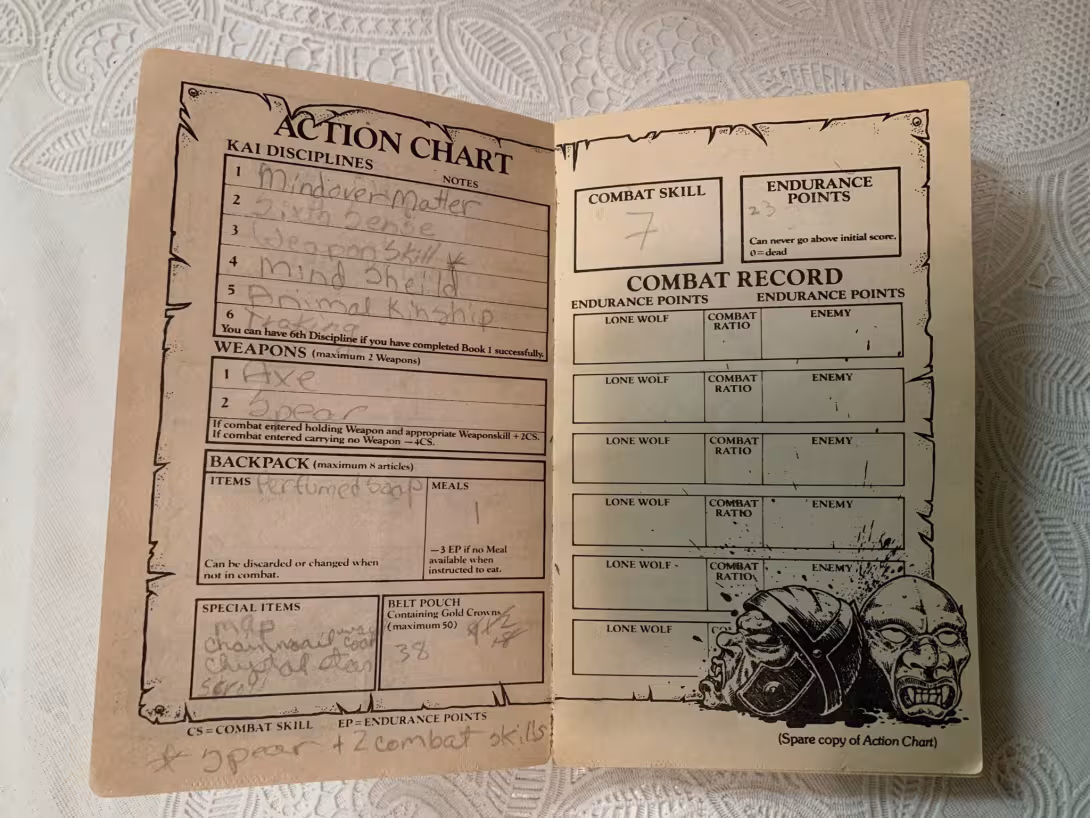 ACTION CHART
KAI DISCIPLINES
NOTES
1 Mind over Matter
2 Sixth Sense
3 Weapon Skill *
4 Mind Sheild
5 Animal Kinship
6 Traking
You can have 6th Discipline if you have completed Book 1 successfully.
WEAPONS (maximum 2 Weapons)
1 Axe
2 Spear
If combat entered holding Weapon and appropriate Weaponskill + 2CS.
If combat entered carrying no Weapon — 4CS.
BACKPACK (maximum 8 articles)
ITEMS Perfumed Soap
MEALS
1
Can be discarded or changed when
not in combat.
—3 EP if no Meal
available when
instructed to eat.
SPECIAL ITEMS
map
chainmail coat
star
BELT POUCH
Containing Gold Crowns
(maximum 50)
38
CS = COMBAT SKILL EP = ENDURANCE POINTS
* Spear + 2 combat skills
COMBAT SKILL
7
ENDURANCE
POINTS
23
Can never go above initial score.
0 = dead
COMBAT RECORD
ENDURANCE POINTS ENDURANCE POINTS
LONE WOLF COMBAT RATIO ENEMY
LONE WOLF COMBAT RATIO ENEMY
LONE WOLF COMBAT RATIO ENEMY
LONE WOLF COMBAT RATIO ENEMY
LONE WOLF COMBAT RATIO ENEMY
LONE WOLF
(Spare copy of Action Chart)